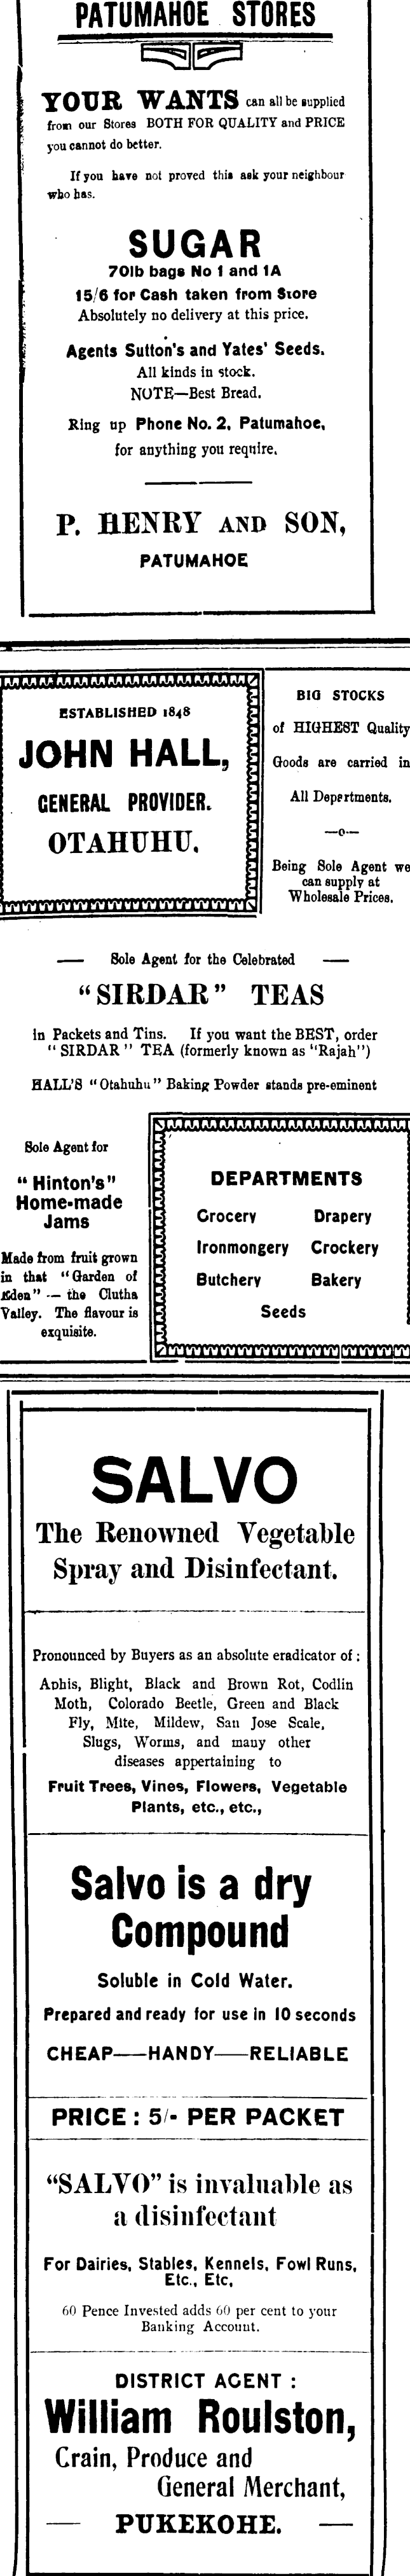 PATUMAHOE STORES
YOUR WANTS can all be supplied
from our Stores BOTH FOR QUALITY and PRICE
you cannot do better.
If you have not proved this ask your neighbour
who has.
SUGAR
70lb bags No 1 and 1A
15/6 for Cash taken from Store
Absolutely no delivery at this price.
Agents Sutton's and Yates' Seeds.
All kinds in stock.
NOTE—Best Bread.
Ring up Phone No. 2, Patumahoe,
for anything you require.
P. HENRY AND SON,
PATUMAHOE
ESTABLISHED 1848
JOHN HALL,
GENERAL PROVIDER.
OTAHUHU.
BIG STOCKS
of HIGHEST Quality
Goods are carried in
All Departments.
—o—
Being Sole Agent we
can supply at
Wholesale Prices.
— Sole Agent for the Celebrated —
"SIRDAR" TEAS
in Packets and Tins. If you want the BEST, order
"SIRDAR" TEA (formerly known as "Rajah")
HALL'S "Otahuhu" Baking Powder stands pre-eminent
Sole Agent for
"Hinton's"
Home-made
Jams
Made from fruit grown
in that "Garden of
Eden" — the Clutha
Valley. The flavour is
exquisite.
DEPARTMENTS
Grocery Drapery
Ironmongery Crockery
Butchery Bakery
Seeds
SALVO
The Renowned Vegetable
Spray and Disinfectant.
Pronounced by Buyers as an absolute eradicator of :
Aphis, Blight, Black and Brown Rot, Codlin
Moth, Colorado Beetle, Green and Black
Fly, Mite, Mildew, San Jose Scale,
Slugs, Worms, and many other
diseases appertaining to
Fruit Trees, Vines, Flowers, Vegetable
Plants, etc., etc.,
Salvo is a dry
Compound
Soluble in Cold Water.
Prepared and ready for use in 10 seconds
CHEAP—HANDY—RELIABLE
PRICE : 5/- PER PACKET
"SALVO" is invaluable as
a disinfectant
For Dairies, Stables, Kennels, Fowl Runs,
Etc., Etc,
60 Pence Invested adds 60 per cent to your
Banking Account.
DISTRICT AGENT :
William Roulston,
Grain, Produce and
General Merchant,
— PUKEKOHE. —